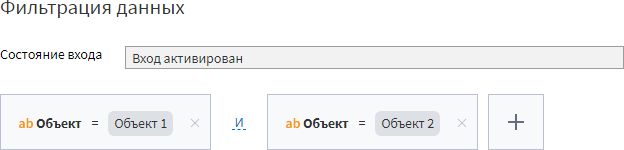 Фильтрация данных
Состояние входа Вход активирован
ab Объект = Объект 1 × И ab Объект = Объект 2 × +